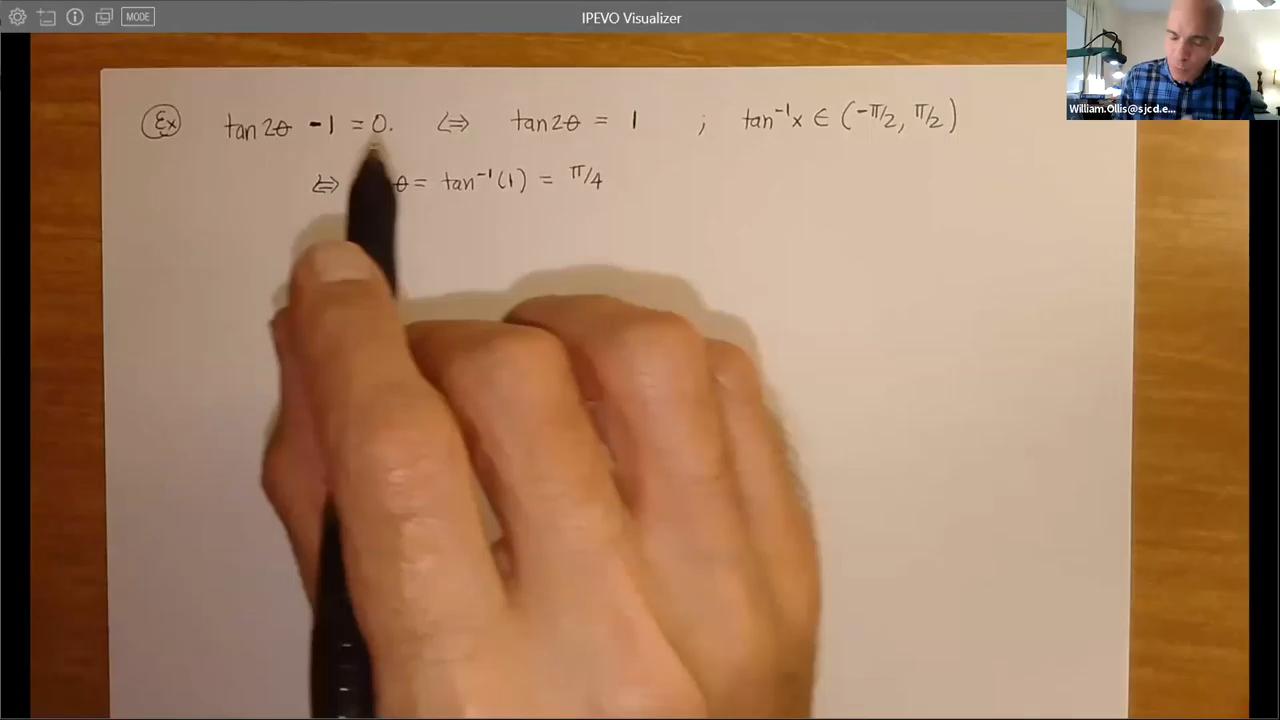 MODE
IPEVO Visualizer
William.Ollis@sjcd.e...
Ex tan 2θ - 1 = 0. ⇔ tan 2θ = 1 ; tan⁻¹x ∈ (-π/2, π/2)
⇔ θ = tan⁻¹(1) = π/4